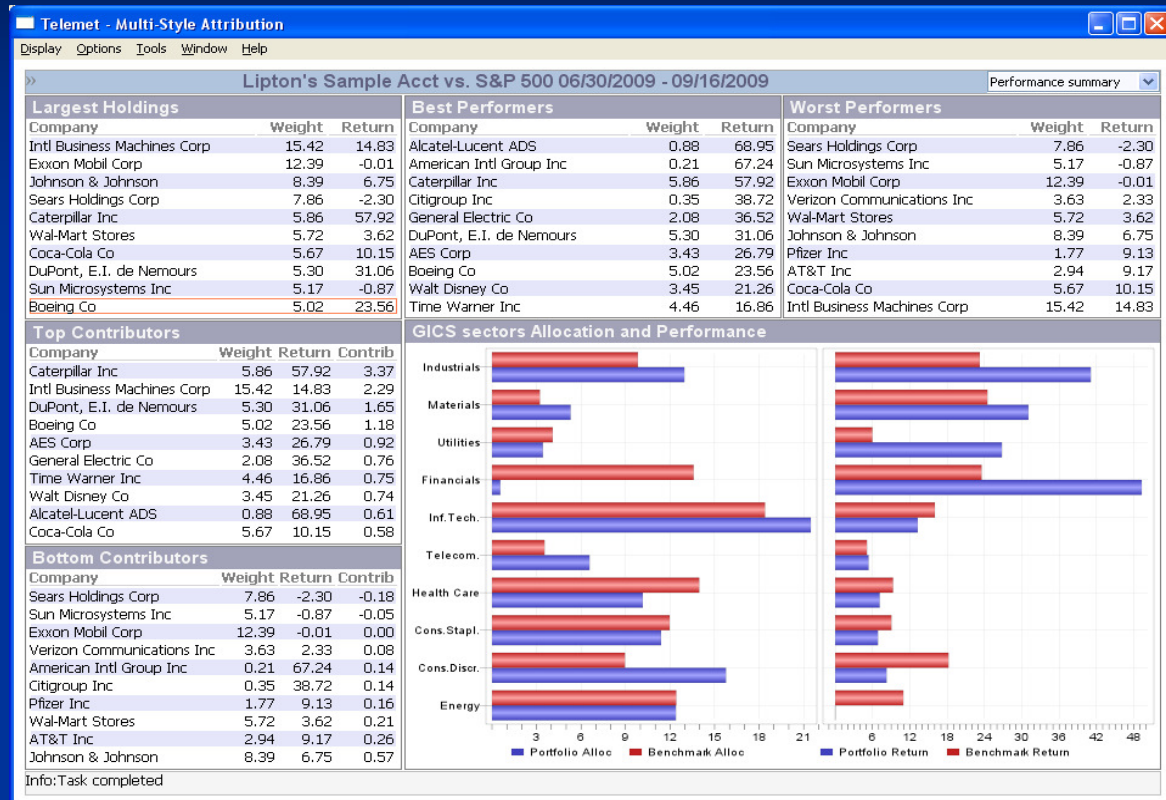 Telemet - Multi-Style Attribution
Display Options Tools Window Help
» Lipton's Sample Acct vs. S&P 500 06/30/2009 - 09/16/2009 Performance summary
Largest Holdings
Company Weight Return
Intl Business Machines Corp 15.42 14.83
Exxon Mobil Corp 12.39 -0.01
Johnson & Johnson 8.39 6.75
Sears Holdings Corp 7.86 -2.30
Caterpillar Inc 5.86 57.92
Wal-Mart Stores 5.72 3.62
Coca-Cola Co 5.67 10.15
DuPont, E.I. de Nemours 5.30 31.06
Sun Microsystems Inc 5.17 -0.87
Boeing Co 5.02 23.56
Best Performers
Company Weight Return
Alcatel-Lucent ADS 0.88 68.95
American Intl Group Inc 0.21 67.24
Caterpillar Inc 5.86 57.92
Citigroup Inc 0.35 38.72
General Electric Co 2.08 36.52
DuPont, E.I. de Nemours 5.30 31.06
AES Corp 3.43 26.79
Boeing Co 5.02 23.56
Walt Disney Co 3.45 21.26
Time Warner Inc 4.46 16.86
Worst Performers
Company Weight Return
Sears Holdings Corp 7.86 -2.30
Sun Microsystems Inc 5.17 -0.87
Exxon Mobil Corp 12.39 -0.01
Verizon Communications Inc 3.63 2.33
Wal-Mart Stores 5.72 3.62
Johnson & Johnson 8.39 6.75
Pfizer Inc 1.77 9.13
AT&T Inc 2.94 9.17
Coca-Cola Co 5.67 10.15
Intl Business Machines Corp 15.42 14.83
Top Contributors
Company Weight Return Contrib
Caterpillar Inc 5.86 57.92 3.37
Intl Business Machines Corp 15.42 14.83 2.29
DuPont, E.I. de Nemours 5.30 31.06 1.65
Boeing Co 5.02 23.56 1.18
AES Corp 3.43 26.79 0.92
General Electric Co 2.08 36.52 0.76
Time Warner Inc 4.46 16.86 0.75
Walt Disney Co 3.45 21.26 0.74
Alcatel-Lucent ADS 0.88 68.95 0.61
Coca-Cola Co 5.67 10.15 0.58
Bottom Contributors
Company Weight Return Contrib
Sears Holdings Corp 7.86 -2.30 -0.18
Sun Microsystems Inc 5.17 -0.87 -0.05
Exxon Mobil Corp 12.39 -0.01 0.00
Verizon Communications Inc 3.63 2.33 0.08
American Intl Group Inc 0.21 67.24 0.14
Citigroup Inc 0.35 38.72 0.14
Pfizer Inc 1.77 9.13 0.16
Wal-Mart Stores 5.72 3.62 0.21
AT&T Inc 2.94 9.17 0.26
Johnson & Johnson 8.39 6.75 0.57
GICS sectors Allocation and Performance
Industrials
Materials
Utilities
Financials
Inf.Tech.
Telecom.
Health Care
Cons.Stapl.
Cons.Discr.
Energy
3 6 9 12 15 18 21
Portfolio Alloc Benchmark Alloc
6 12 18 24 30 36 42 48
Portfolio Return Benchmark Return
Info:Task completed